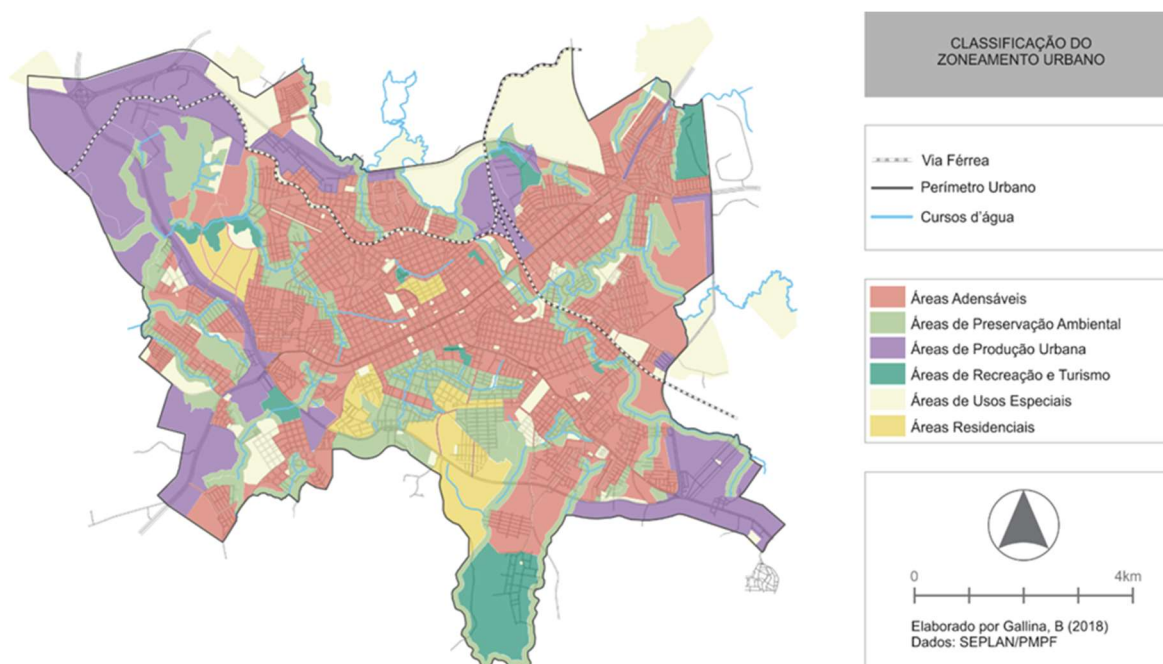 CLASSIFICAÇÃO DO
ZONEAMENTO URBANO
Via Férrea
Perímetro Urbano
Cursos d'água
Áreas Adensáveis
Áreas de Preservação Ambiental
Áreas de Produção Urbana
Áreas de Recreação e Turismo
Áreas de Usos Especiais
Áreas Residenciais
0 4km
Elaborado por Gallina, B (2018)
Dados: SEPLAN/PMPF